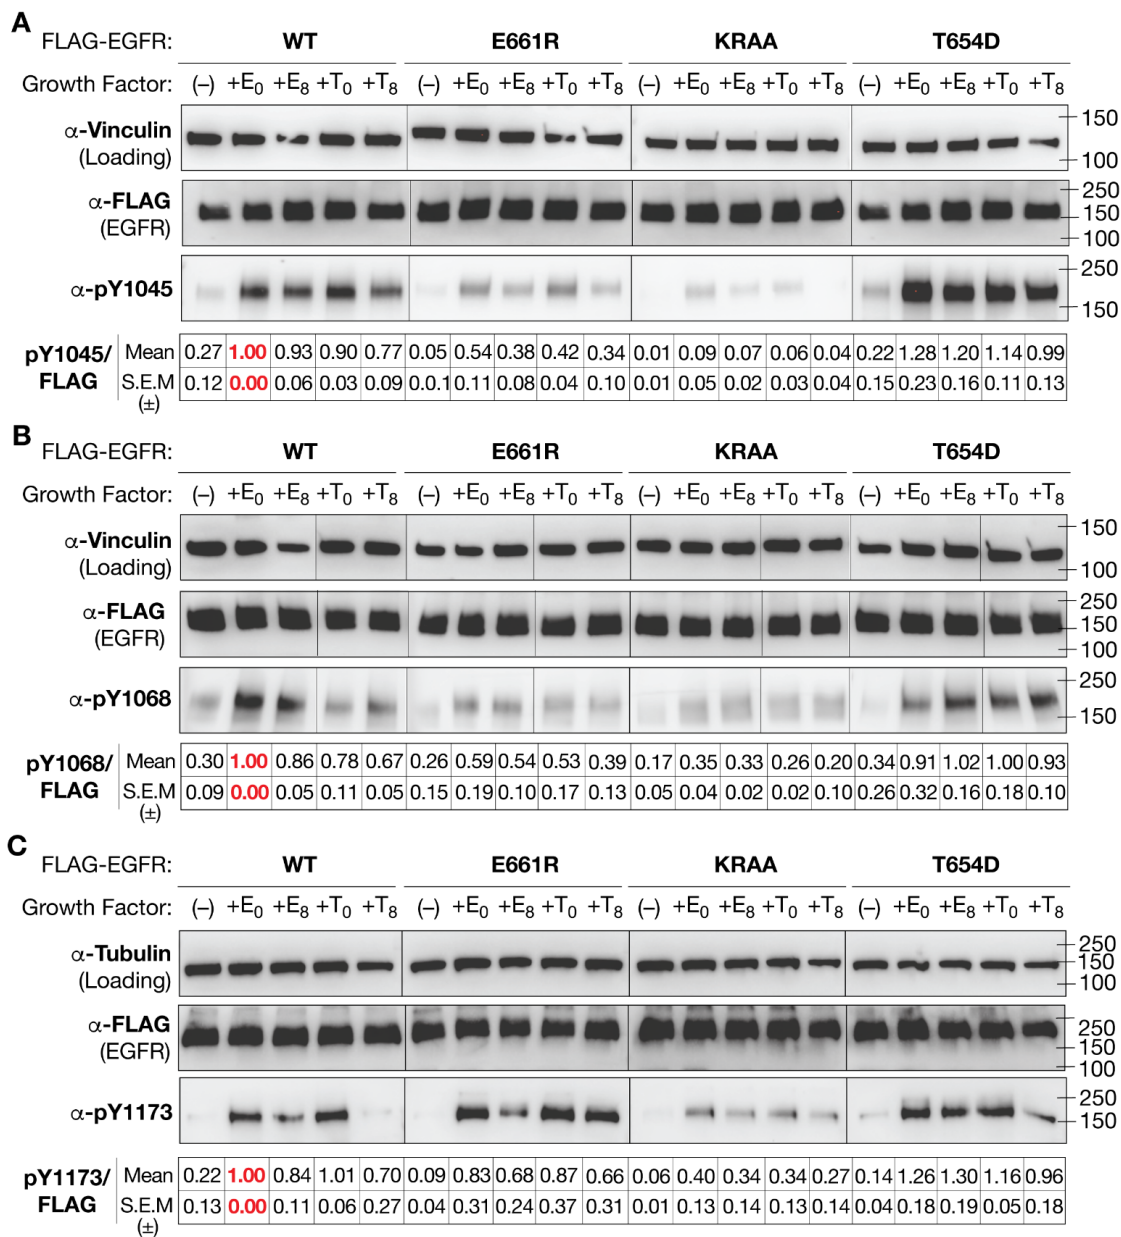 A
FLAG-EGFR: WT E661R KRAA T654D
Growth Factor: (–) +E0 +E8 +T0 +T8 (–) +E0 +E8 +T0 +T8 (–) +E0 +E8 +T0 +T8 (–) +E0 +E8 +T0 +T8
α-Vinculin
(Loading)
150
100
α-FLAG
(EGFR)
250
150
100
α-pY1045
250
150
pY1045/
FLAG
Mean 0.27 1.00 0.93 0.90 0.77 0.05 0.54 0.38 0.42 0.34 0.01 0.09 0.07 0.06 0.04 0.22 1.28 1.20 1.14 0.99
S.E.M 0.12 0.00 0.06 0.03 0.09 0.0.1 0.11 0.08 0.04 0.10 0.01 0.05 0.02 0.03 0.04 0.15 0.23 0.16 0.11 0.13
(±)
B
FLAG-EGFR: WT E661R KRAA T654D
Growth Factor: (–) +E0 +E8 +T0 +T8 (–) +E0 +E8 +T0 +T8 (–) +E0 +E8 +T0 +T8 (–) +E0 +E8 +T0 +T8
α-Vinculin
(Loading)
150
100
α-FLAG
(EGFR)
250
150
100
α-pY1068
250
150
pY1068/
FLAG
Mean 0.30 1.00 0.86 0.78 0.67 0.26 0.59 0.54 0.53 0.39 0.17 0.35 0.33 0.26 0.20 0.34 0.91 1.02 1.00 0.93
S.E.M 0.09 0.00 0.05 0.11 0.05 0.15 0.19 0.10 0.17 0.13 0.05 0.04 0.02 0.02 0.10 0.26 0.32 0.16 0.18 0.10
(±)
C
FLAG-EGFR: WT E661R KRAA T654D
Growth Factor: (–) +E0 +E8 +T0 +T8 (–) +E0 +E8 +T0 +T8 (–) +E0 +E8 +T0 +T8 (–) +E0 +E8 +T0 +T8
α-Tubulin
(Loading)
250
150
100
α-FLAG
(EGFR)
250
150
100
α-pY1173
250
150
pY1173/
FLAG
Mean 0.22 1.00 0.84 1.01 0.70 0.09 0.83 0.68 0.87 0.66 0.06 0.40 0.34 0.34 0.27 0.14 1.26 1.30 1.16 0.96
S.E.M 0.13 0.00 0.11 0.06 0.27 0.04 0.31 0.24 0.37 0.31 0.01 0.13 0.14 0.13 0.14 0.04 0.18 0.19 0.05 0.18
(±)